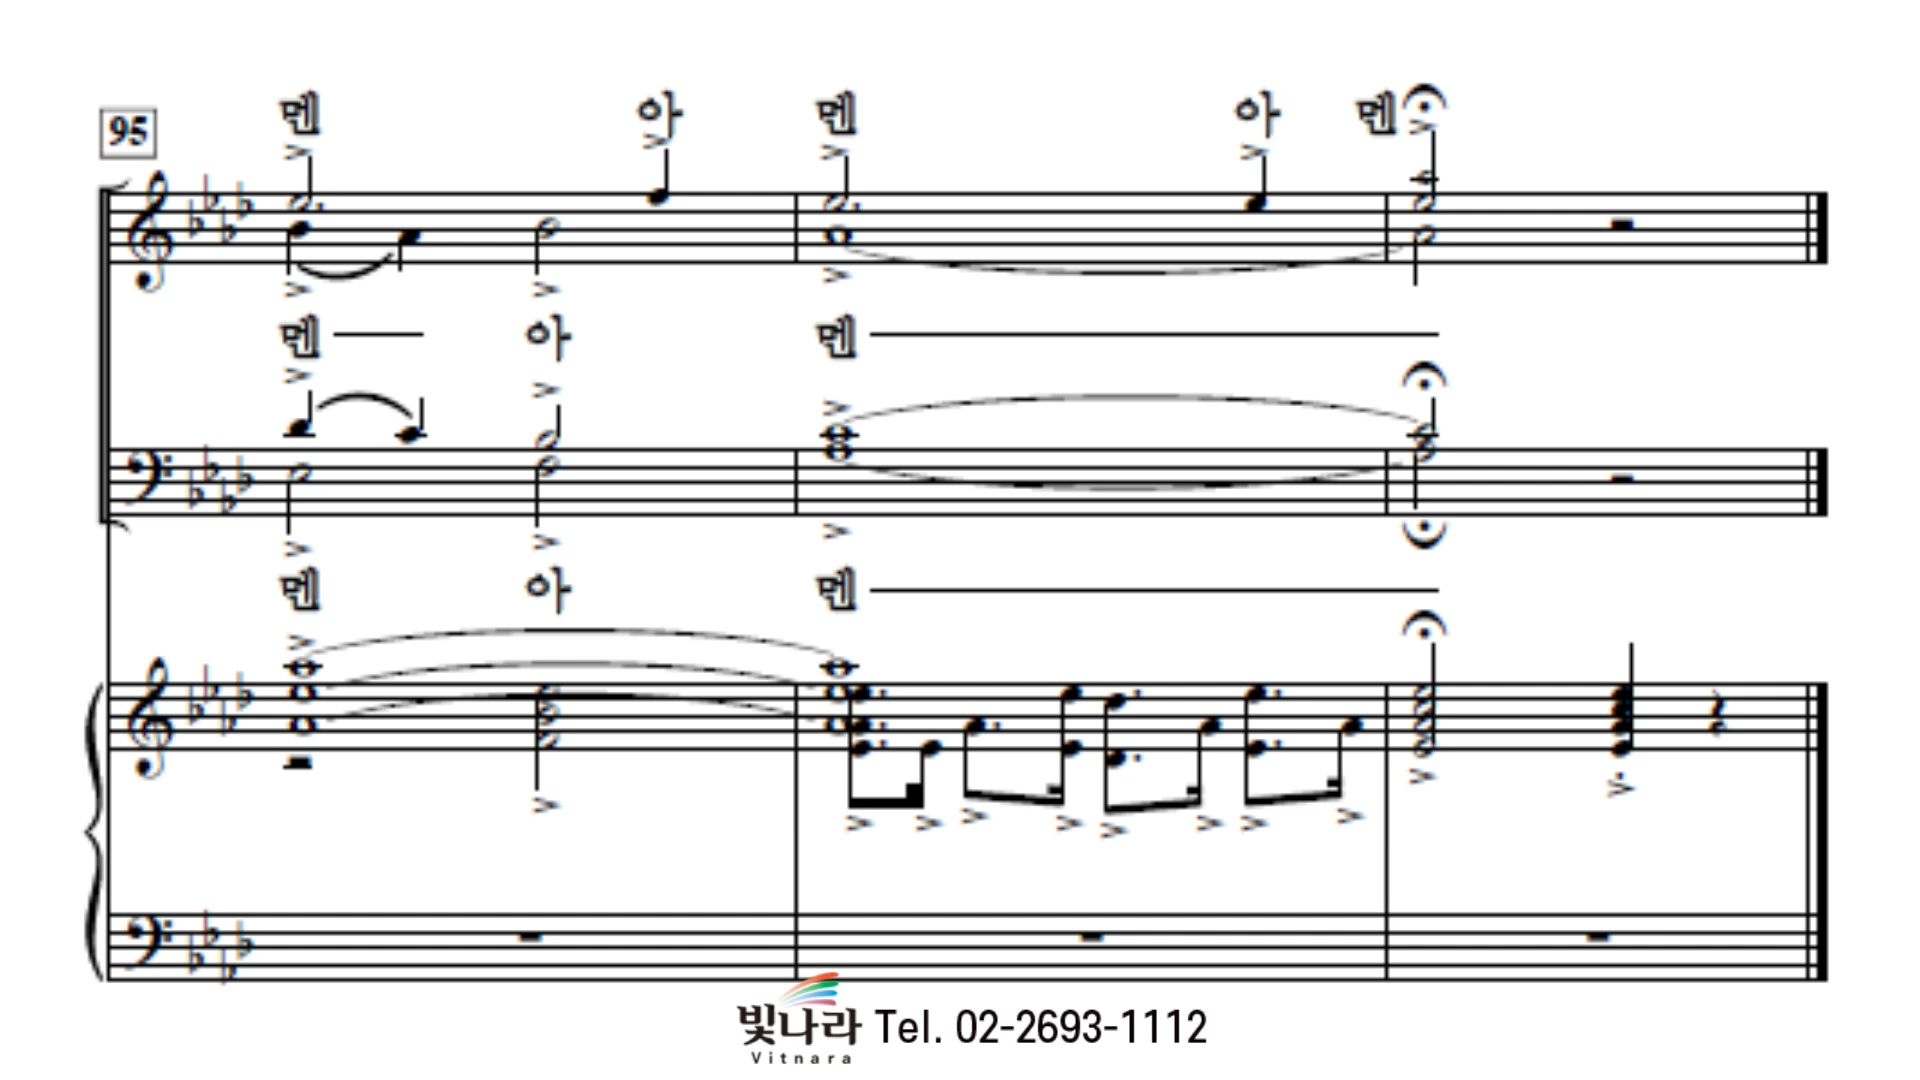 멘 아 멘 아 멘
95
멘 아 멘
멘 아 멘
빛나라 Tel. 02-2693-1112
Vitnara